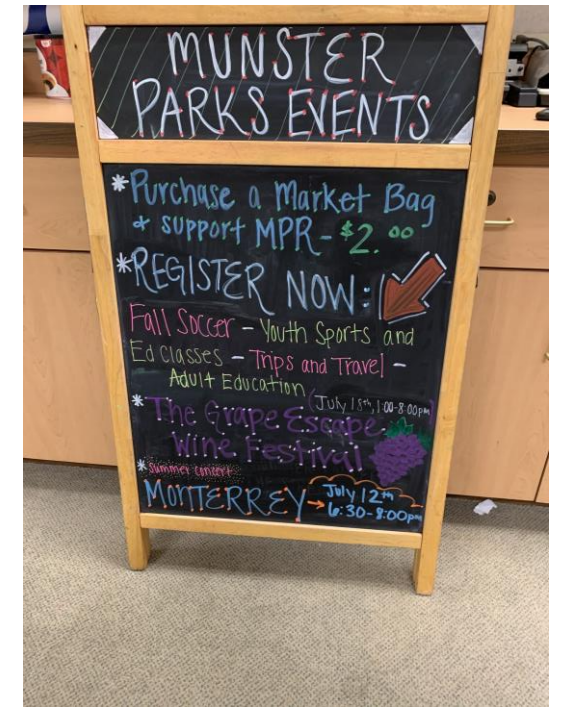 MUNSTER
PARKS EVENTS
*Purchase a Market Bag
& support MPR - $2.00
*REGISTER NOW:
Fall Soccer - Youth Sports and
Ed Classes - Trips and Travel -
Adult Education
(July 18th, 1:00-8:00pm)
*The Grape Escape
Wine Festival
*summer concert
MONTERREY → July 12th
6:30-8:00pm